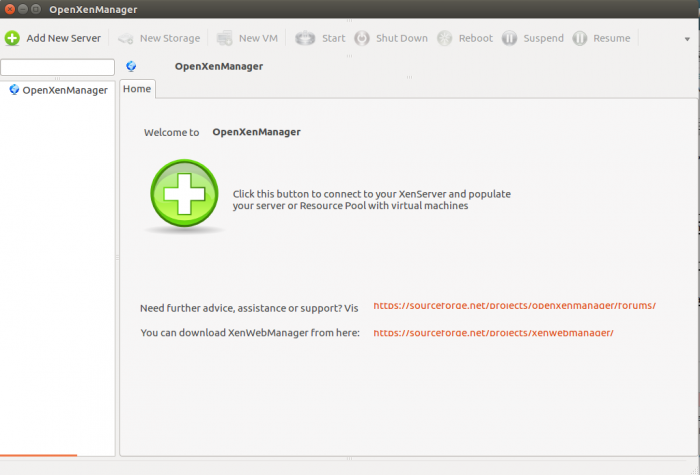 OpenXenManager
Add New Server New Storage New VM Start Shut Down Reboot Suspend Resume
OpenXenManager
OpenXenManager
Home
Welcome to OpenXenManager
Click this button to connect to your XenServer and populate
your server or Resource Pool with virtual machines
Need further advice, assistance or support? Vis https://sourceforge.net/projects/openxenmanager/forums/
You can download XenWebManager from here: https://sourceforge.net/projects/xenwebmanager/